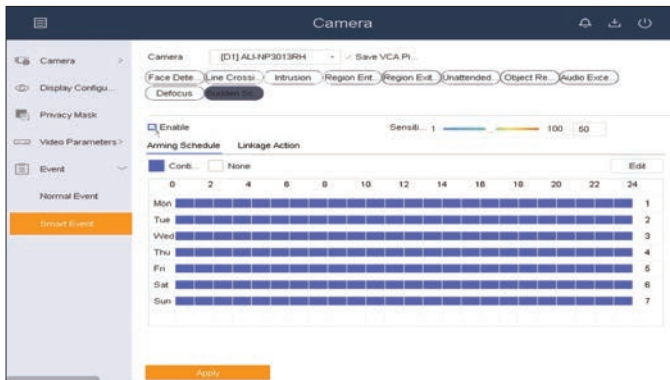 Camera
Camera >
Display Configu...
Privacy Mask
Video Parameters >
Event
Normal Event
Smart Event
Camera [D1] ALI-NP3013RH Save VCA Pi...
Face Dete... Line Crossi... Intrusion Region Ent... Region Exit... Unattended... Object Re... Audio Exce...
Defocus Sudden Sc...
Enable Sensiti... 1 100 50
Arming Schedule Linkage Action
Conti... None Edit
0 2 4 6 8 10 12 14 16 18 20 22 24
Mon 1
Tue 2
Wed 3
Thu 4
Fri 5
Sat 6
Sun 7
Apply